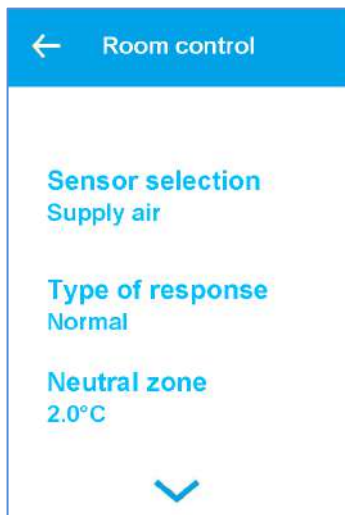 Room control
Sensor selection
Supply air
Type of response
Normal
Neutral zone
2.0°C